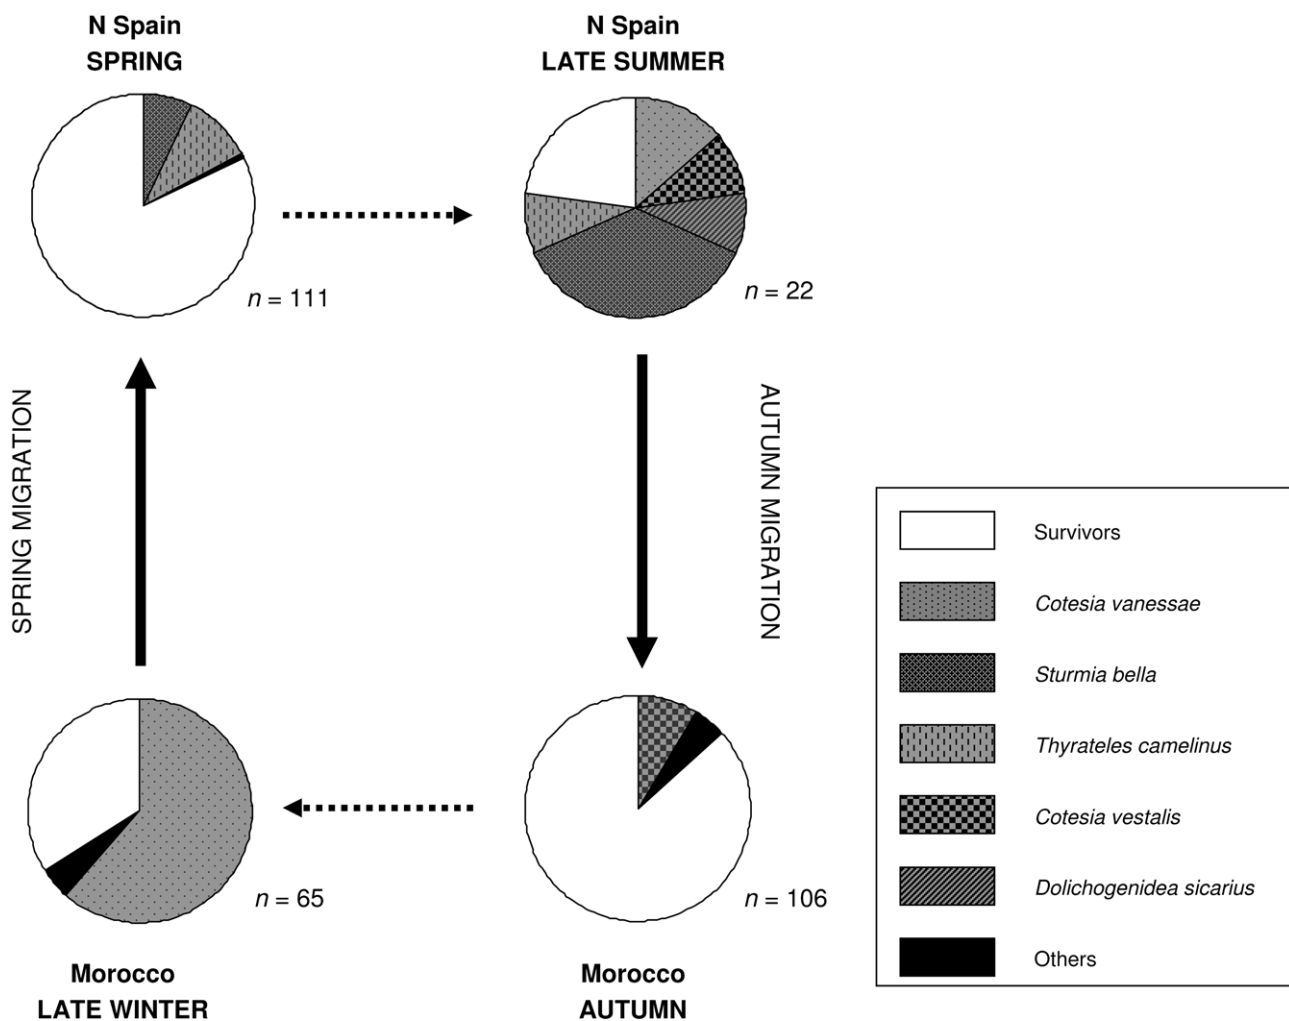 N Spain
SPRING
n = 111
N Spain
LATE SUMMER
n = 22
SPRING MIGRATION
AUTUMN MIGRATION
Morocco
LATE WINTER
n = 65
Morocco
AUTUMN
n = 106
Survivors
Cotesia vanessae
Sturmia bella
Thyrateles camelinus
Cotesia vestalis
Dolichogenidea sicarius
Others